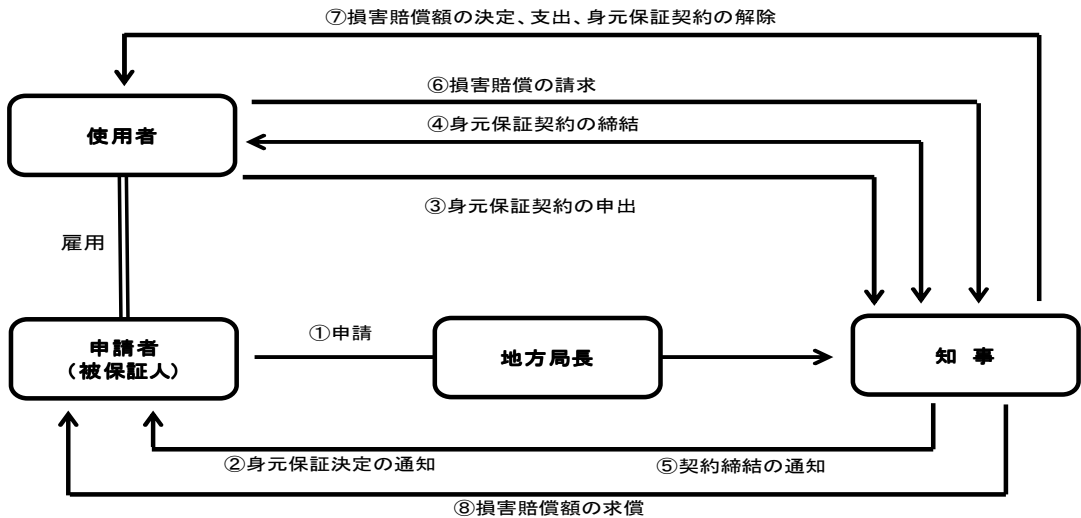 ⑦損害賠償額の決定、支出、身元保証契約の解除
⑥損害賠償の請求
使用者
④身元保証契約の締結
③身元保証契約の申出
雇用
①申請
申請者
(被保証人)
地方局長
知 事
②身元保証決定の通知
⑤契約締結の通知
⑧損害賠償額の求償